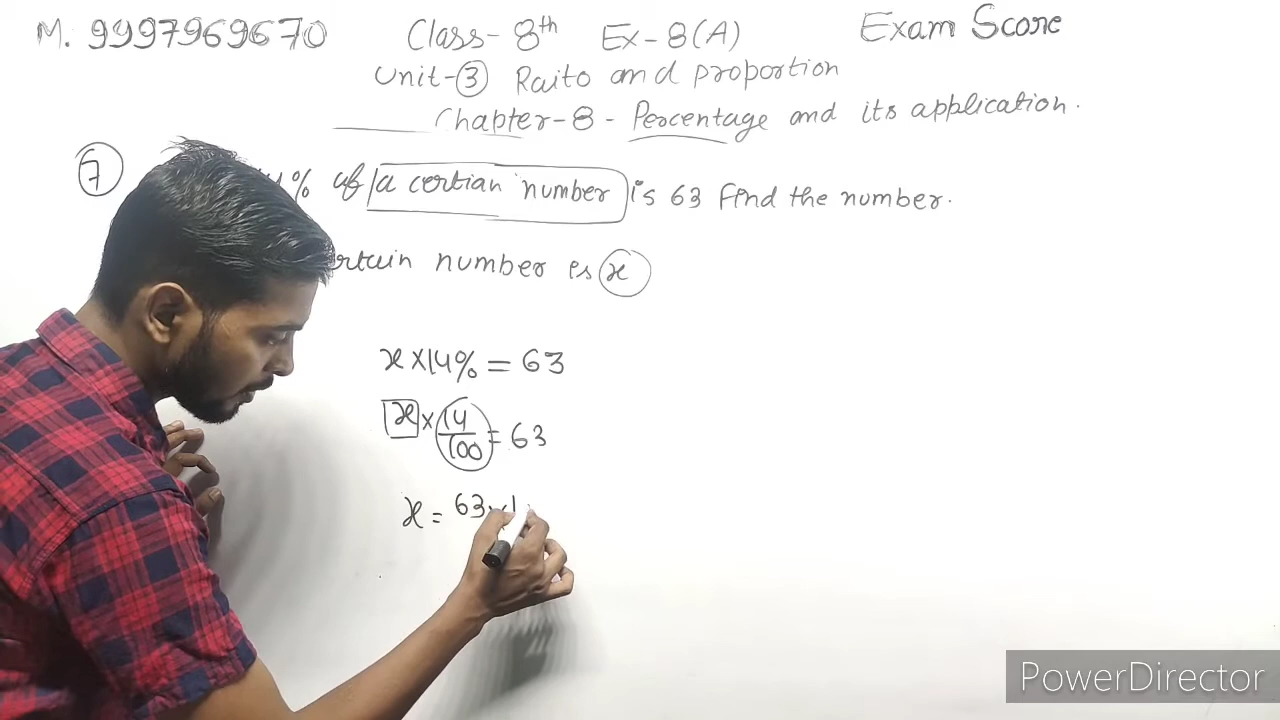 M. 9997969670 Class- 8th Ex-8(A) Exam Score
Unit-③ Raito and proportion
Chapter-8 - Percentage and its application.
⑦ % of a certian number is 63 Find the number.
number is x
x×14% = 63
x × 14/100 = 63
x = 63×1
PowerDirector